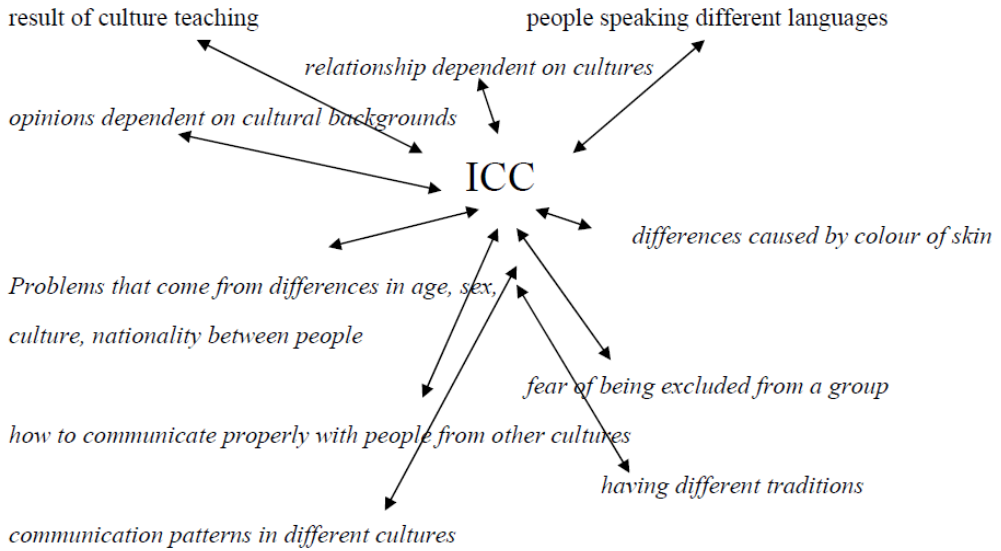 result of culture teaching
people speaking different languages
relationship dependent on cultures
opinions dependent on cultural backgrounds
ICC
differences caused by colour of skin
Problems that come from differences in age, sex,
culture, nationality between people
fear of being excluded from a group
how to communicate properly with people from other cultures
having different traditions
communication patterns in different cultures